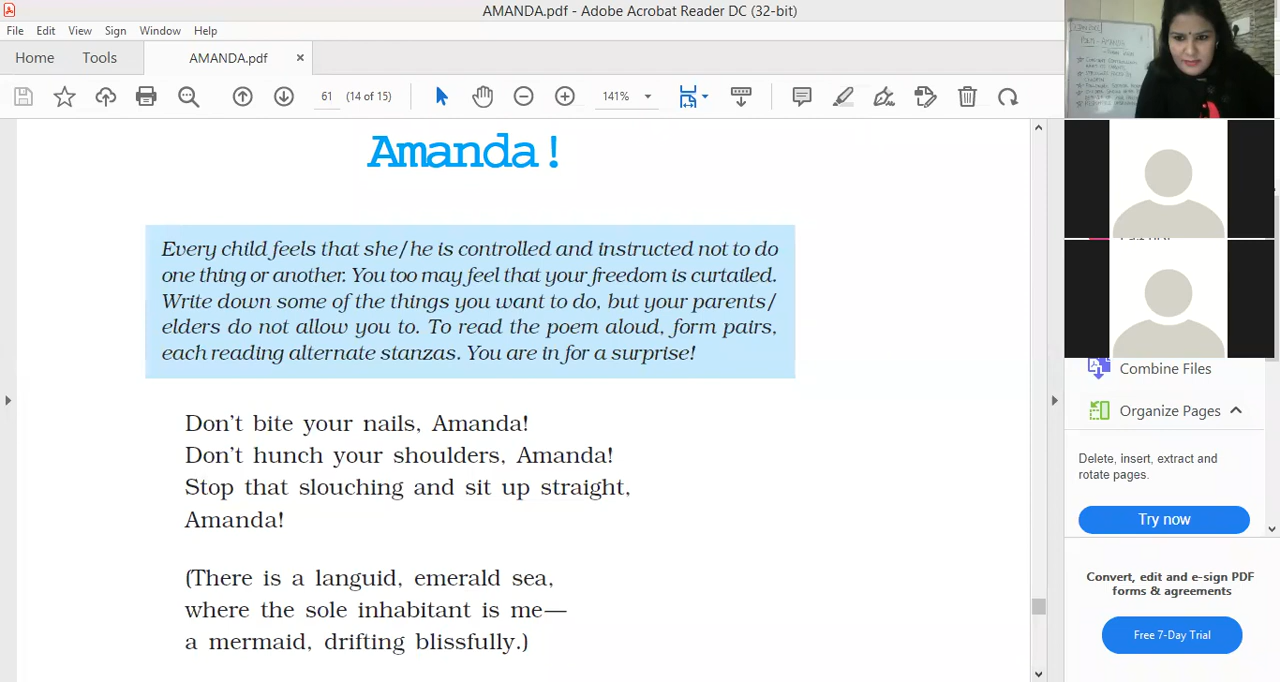 AMANDA.pdf - Adobe Acrobat Reader DC (32-bit)
File Edit View Sign Window Help
Home Tools AMANDA.pdf ×
61 (14 of 15) 141%
Amanda!
Every child feels that she/he is controlled and instructed not to do
one thing or another. You too may feel that your freedom is curtailed.
Write down some of the things you want to do, but your parents/
elders do not allow you to. To read the poem aloud, form pairs,
each reading alternate stanzas. You are in for a surprise!
Don't bite your nails, Amanda!
Don't hunch your shoulders, Amanda!
Stop that slouching and sit up straight,
Amanda!
(There is a languid, emerald sea,
where the sole inhabitant is me—
a mermaid, drifting blissfully.)
POEM - AMANDA
Combine Files
Organize Pages
Delete, insert, extract and
rotate pages.
Try now
Convert, edit and e-sign PDF
forms & agreements
Free 7-Day Trial